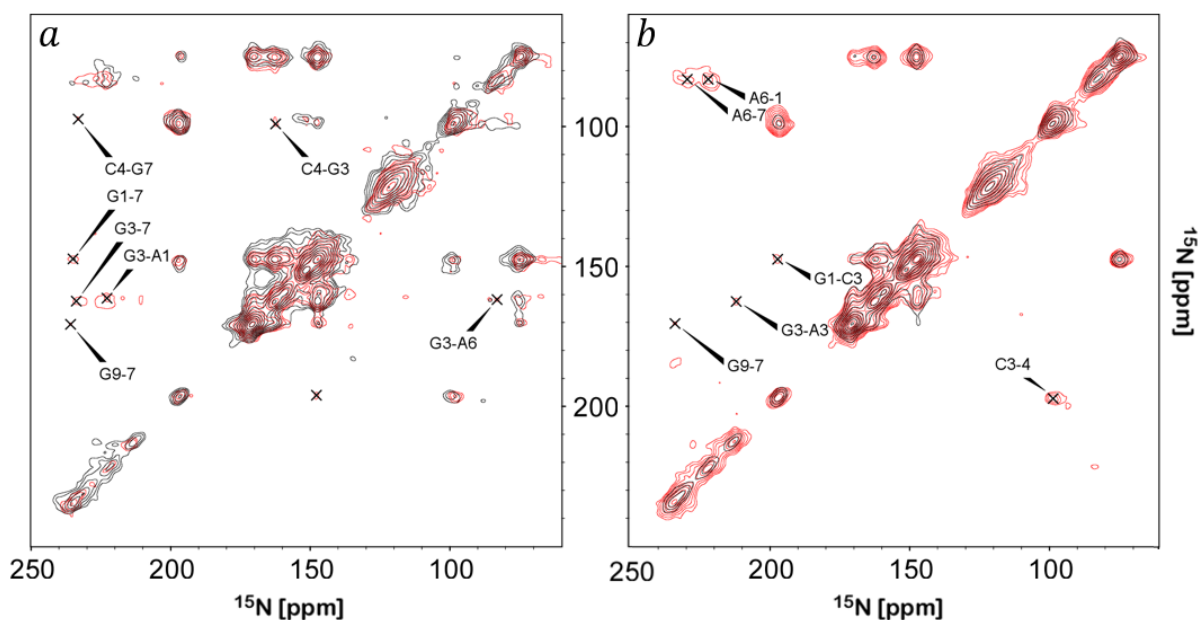 a
C4-G7
C4-G3
G1-7
G3-7
G3-A1
G9-7
G3-A6
100
150
200
250
200
150
100
¹⁵N [ppm]
b
A6-1
A6-7
G1-C3
G3-A3
G9-7
C3-4
250
200
150
100
¹⁵N [ppm]
¹⁵N [ppm]